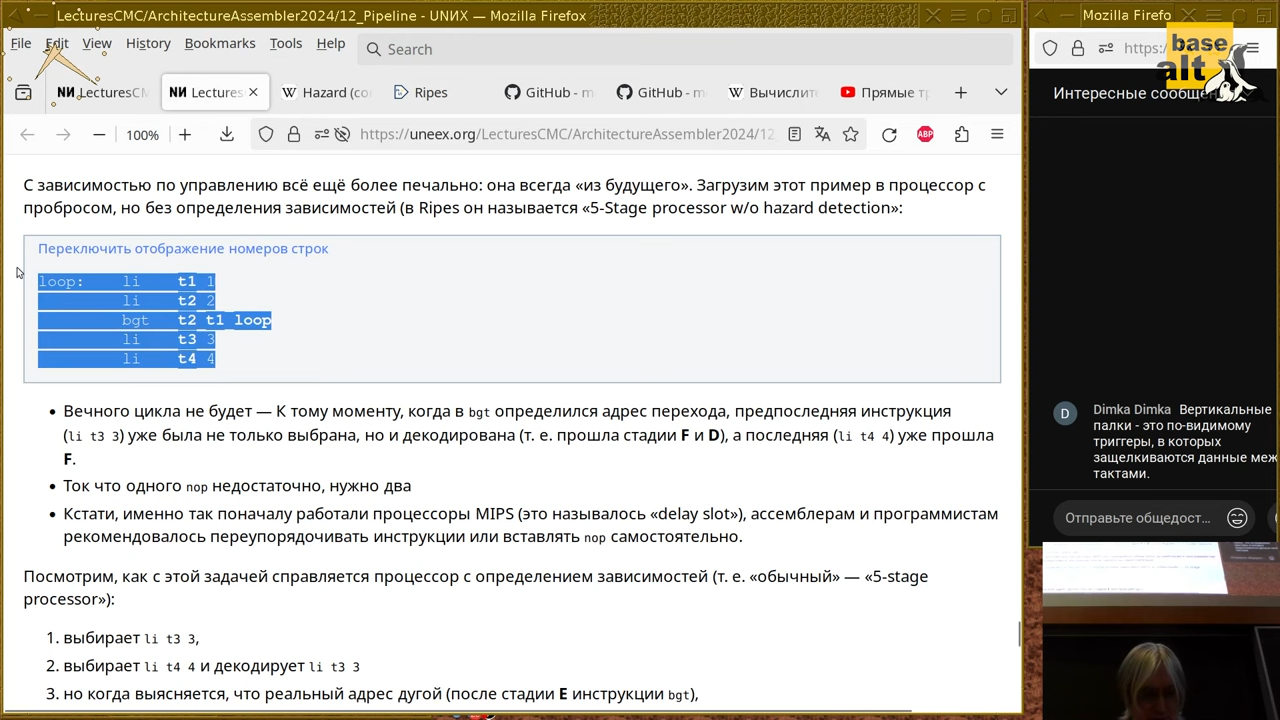 LecturesCMC/ArchitectureAssembler2024/12_Pipeline - UNИX — Mozilla Firefox
Mozilla Firefo
File Edit View History Bookmarks Tools Help
Search
base
alt
LecturesCM
Lectures
Hazard (co
Ripes
GitHub - m
GitHub - m
Вычислите
Прямые тр
100%
https://uneex.org/LecturesCMC/ArchitectureAssembler2024/12_
ABP
https:
Интересные сообщен
С зависимостью по управлению всё ещё более печально: она всегда «из будущего». Загрузим этот пример в процессор с
пробросом, но без определения зависимостей (в Ripes он называется «5-Stage processor w/o hazard detection»:
Переключить отображение номеров строк
loop: li t1 1
li t2 2
bgt t2 t1 loop
li t3 3
li t4 4
• Вечного цикла не будет — К тому моменту, когда в bgt определился адрес перехода, предпоследняя инструкция
(li t3 3) уже была не только выбрана, но и декодирована (т. е. прошла стадии F и D), а последняя (li t4 4) уже прошла
F.
• Ток что одного nop недостаточно, нужно два
• Кстати, именно так поначалу работали процессоры MIPS (это называлось «delay slot»), ассемблерам и программистам
рекомендовалось переупорядочивать инструкции или вставлять nop самостоятельно.
Посмотрим, как с этой задачей справляется процессор с определением зависимостей (т. е. «обычный» — «5-stage
processor»):
1. выбирает li t3 3,
2. выбирает li t4 4 и декодирует li t3 3
3. но когда выясняется, что реальный адрес дугой (после стадии E инструкции bgt),
D
Dimka Dimka Вертикальные
палки - это по-видимому
триггеры, в которых
защелкиваются данные меж
тактами.
Отправьте общедост...